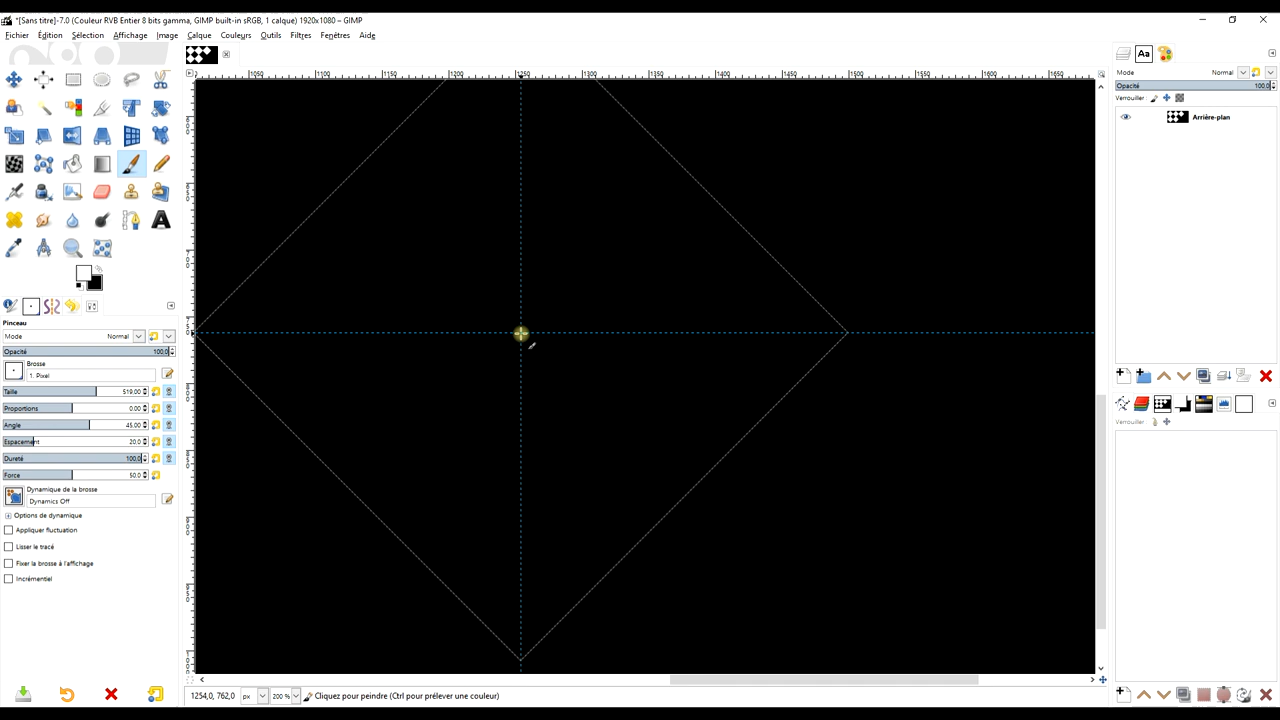 *[Sans titre]-7.0 (Couleur RVB Entier 8 bits gamma, GIMP built-in sRGB, 1 calque) 1920x1080 – GIMP
Fichier Édition Sélection Affichage Image Calque Couleurs Outils Filtres Fenêtres Aide
1050 1100 1150 1200 1250 1300 1350 1400 1450 1500 1550 1600 1650
Aa
Mode Normal
Opacité 100,0
Verrouiller :
Arrière-plan
Pinceau
Mode Normal
Opacité 100,0
Brosse
1. Pixel
Taille 519,00
Proportions 0,00
Angle 45,00
Espacement 20,0
Dureté 100,0
Force 50,0
Dynamique de la brosse
Dynamics Off
Options de dynamique
Appliquer fluctuation
Lisser le tracé
Fixer la brosse à l'affichage
Incrémentiel
Verrouiller :
1254,0, 762,0 px 200 % Cliquez pour peindre (Ctrl pour prélever une couleur)